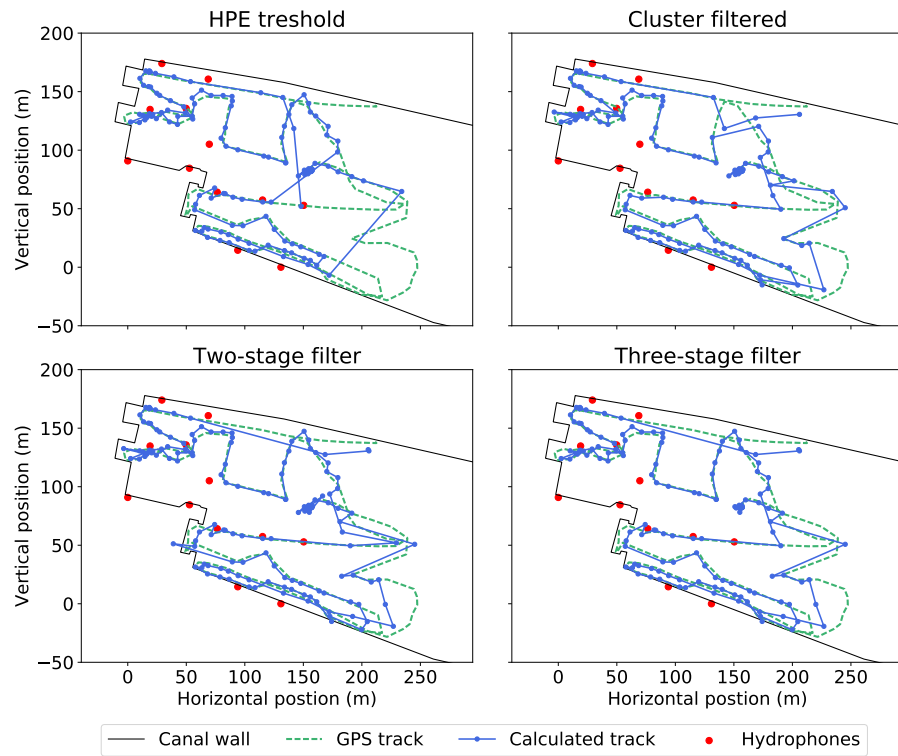 HPE treshold
Cluster filtered
200
150
100
50
0
−50
Vertical position (m)
Two-stage filter
Three-stage filter
200
150
100
50
0
−50
Vertical position (m)
0 50 100 150 200 250
0 50 100 150 200 250
Horizontal postion (m)
Horizontal postion (m)
Canal wall GPS track Calculated track Hydrophones